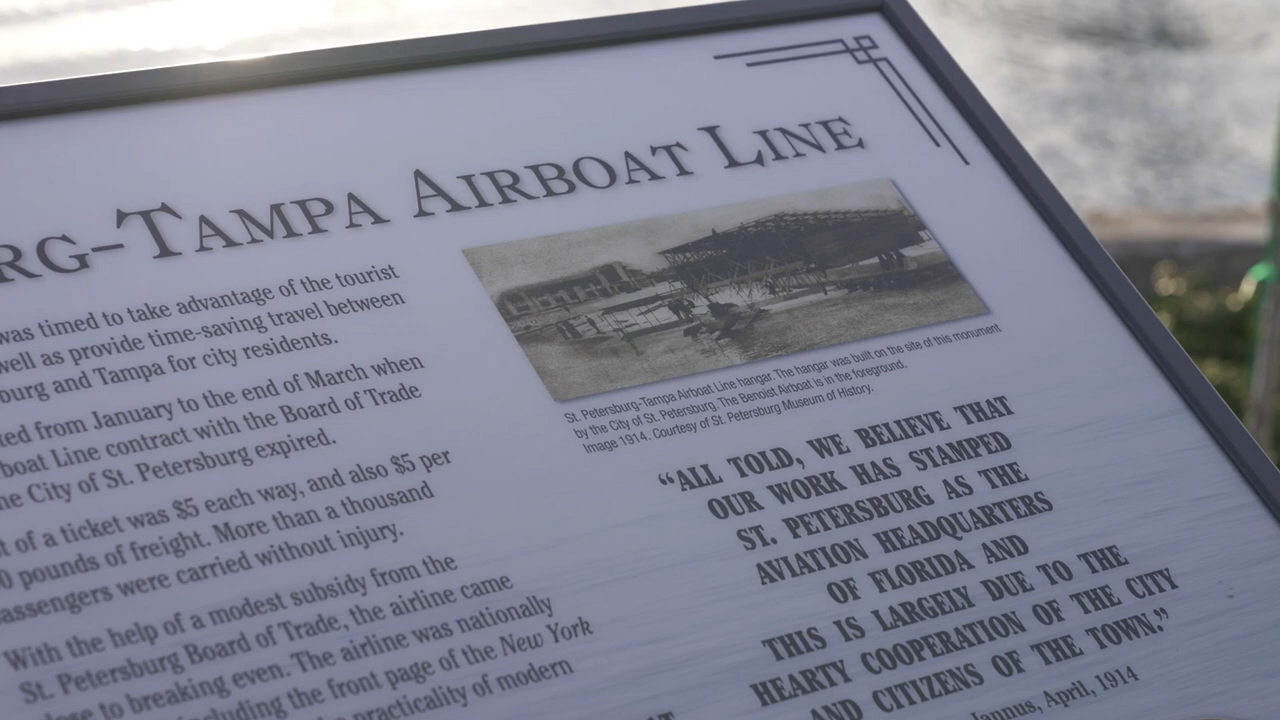 RG–TAMPA AIRBOAT LINE
was timed to take advantage of the tourist
well as provide time-saving travel between
burg and Tampa for city residents.
ted from January to the end of March when
boat Line contract with the Board of Trade
he City of St. Petersburg expired.
t of a ticket was $5 each way, and also $5 per
0 pounds of freight. More than a thousand
assengers were carried without injury.
With the help of a modest subsidy from the
St. Petersburg Board of Trade, the airline came
lose to breaking even. The airline was nationally
including the front page of the New York
practicality of modern
St. Petersburg-Tampa Airboat Line hangar. The hangar was built on the site of this monument
by the City of St. Petersburg. The Benoist Airboat is in the foreground.
Image 1914. Courtesy of St. Petersburg Museum of History.
“ALL TOLD, WE BELIEVE THAT
OUR WORK HAS STAMPED
ST. PETERSBURG AS THE
AVIATION HEADQUARTERS
OF FLORIDA AND
THIS IS LARGELY DUE TO THE
HEARTY COOPERATION OF THE CITY
AND CITIZENS OF THE TOWN.”
Jannus, April, 1914